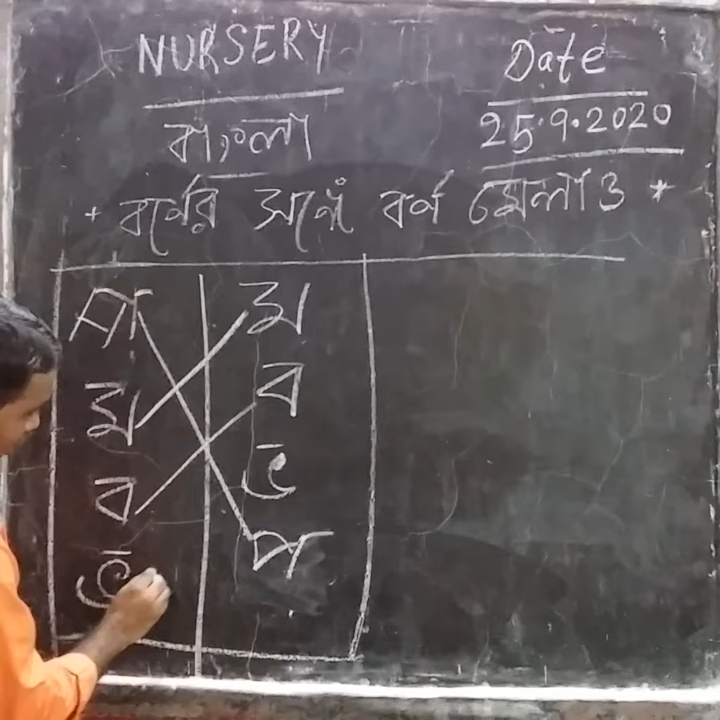 NURSERY
Date
বাংলা
25.9.2020
+ বর্ণের সঙ্গে বর্ণ মেলাও *
প ম
ম ব
ব ভ
ভ প